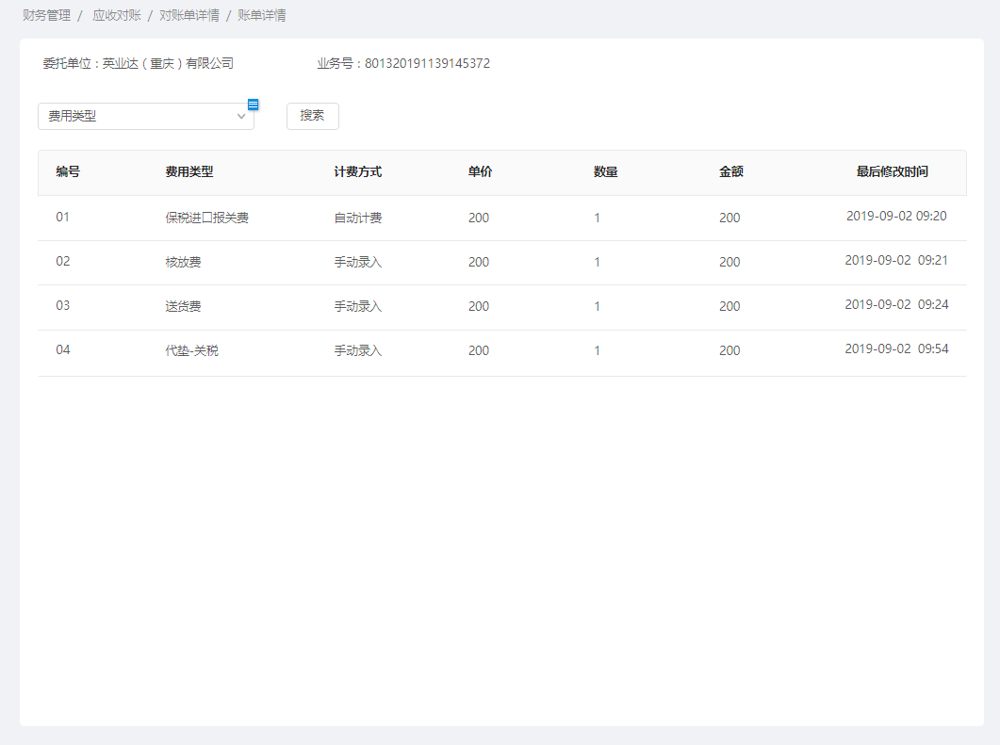 财务管理 / 应收对账 / 对账单详情 / 账单详情
委托单位：英业达（重庆）有限公司 业务号：801320191139145372
费用类型 搜索
编号 费用类型 计费方式 单价 数量 金额 最后修改时间
01 保税进口报关费 自动计费 200 1 200 2019-09-02 09:20
02 核放费 手动录入 200 1 200 2019-09-02 09:21
03 送货费 手动录入 200 1 200 2019-09-02 09:24
04 代垫-关税 手动录入 200 1 200 2019-09-02 09:54